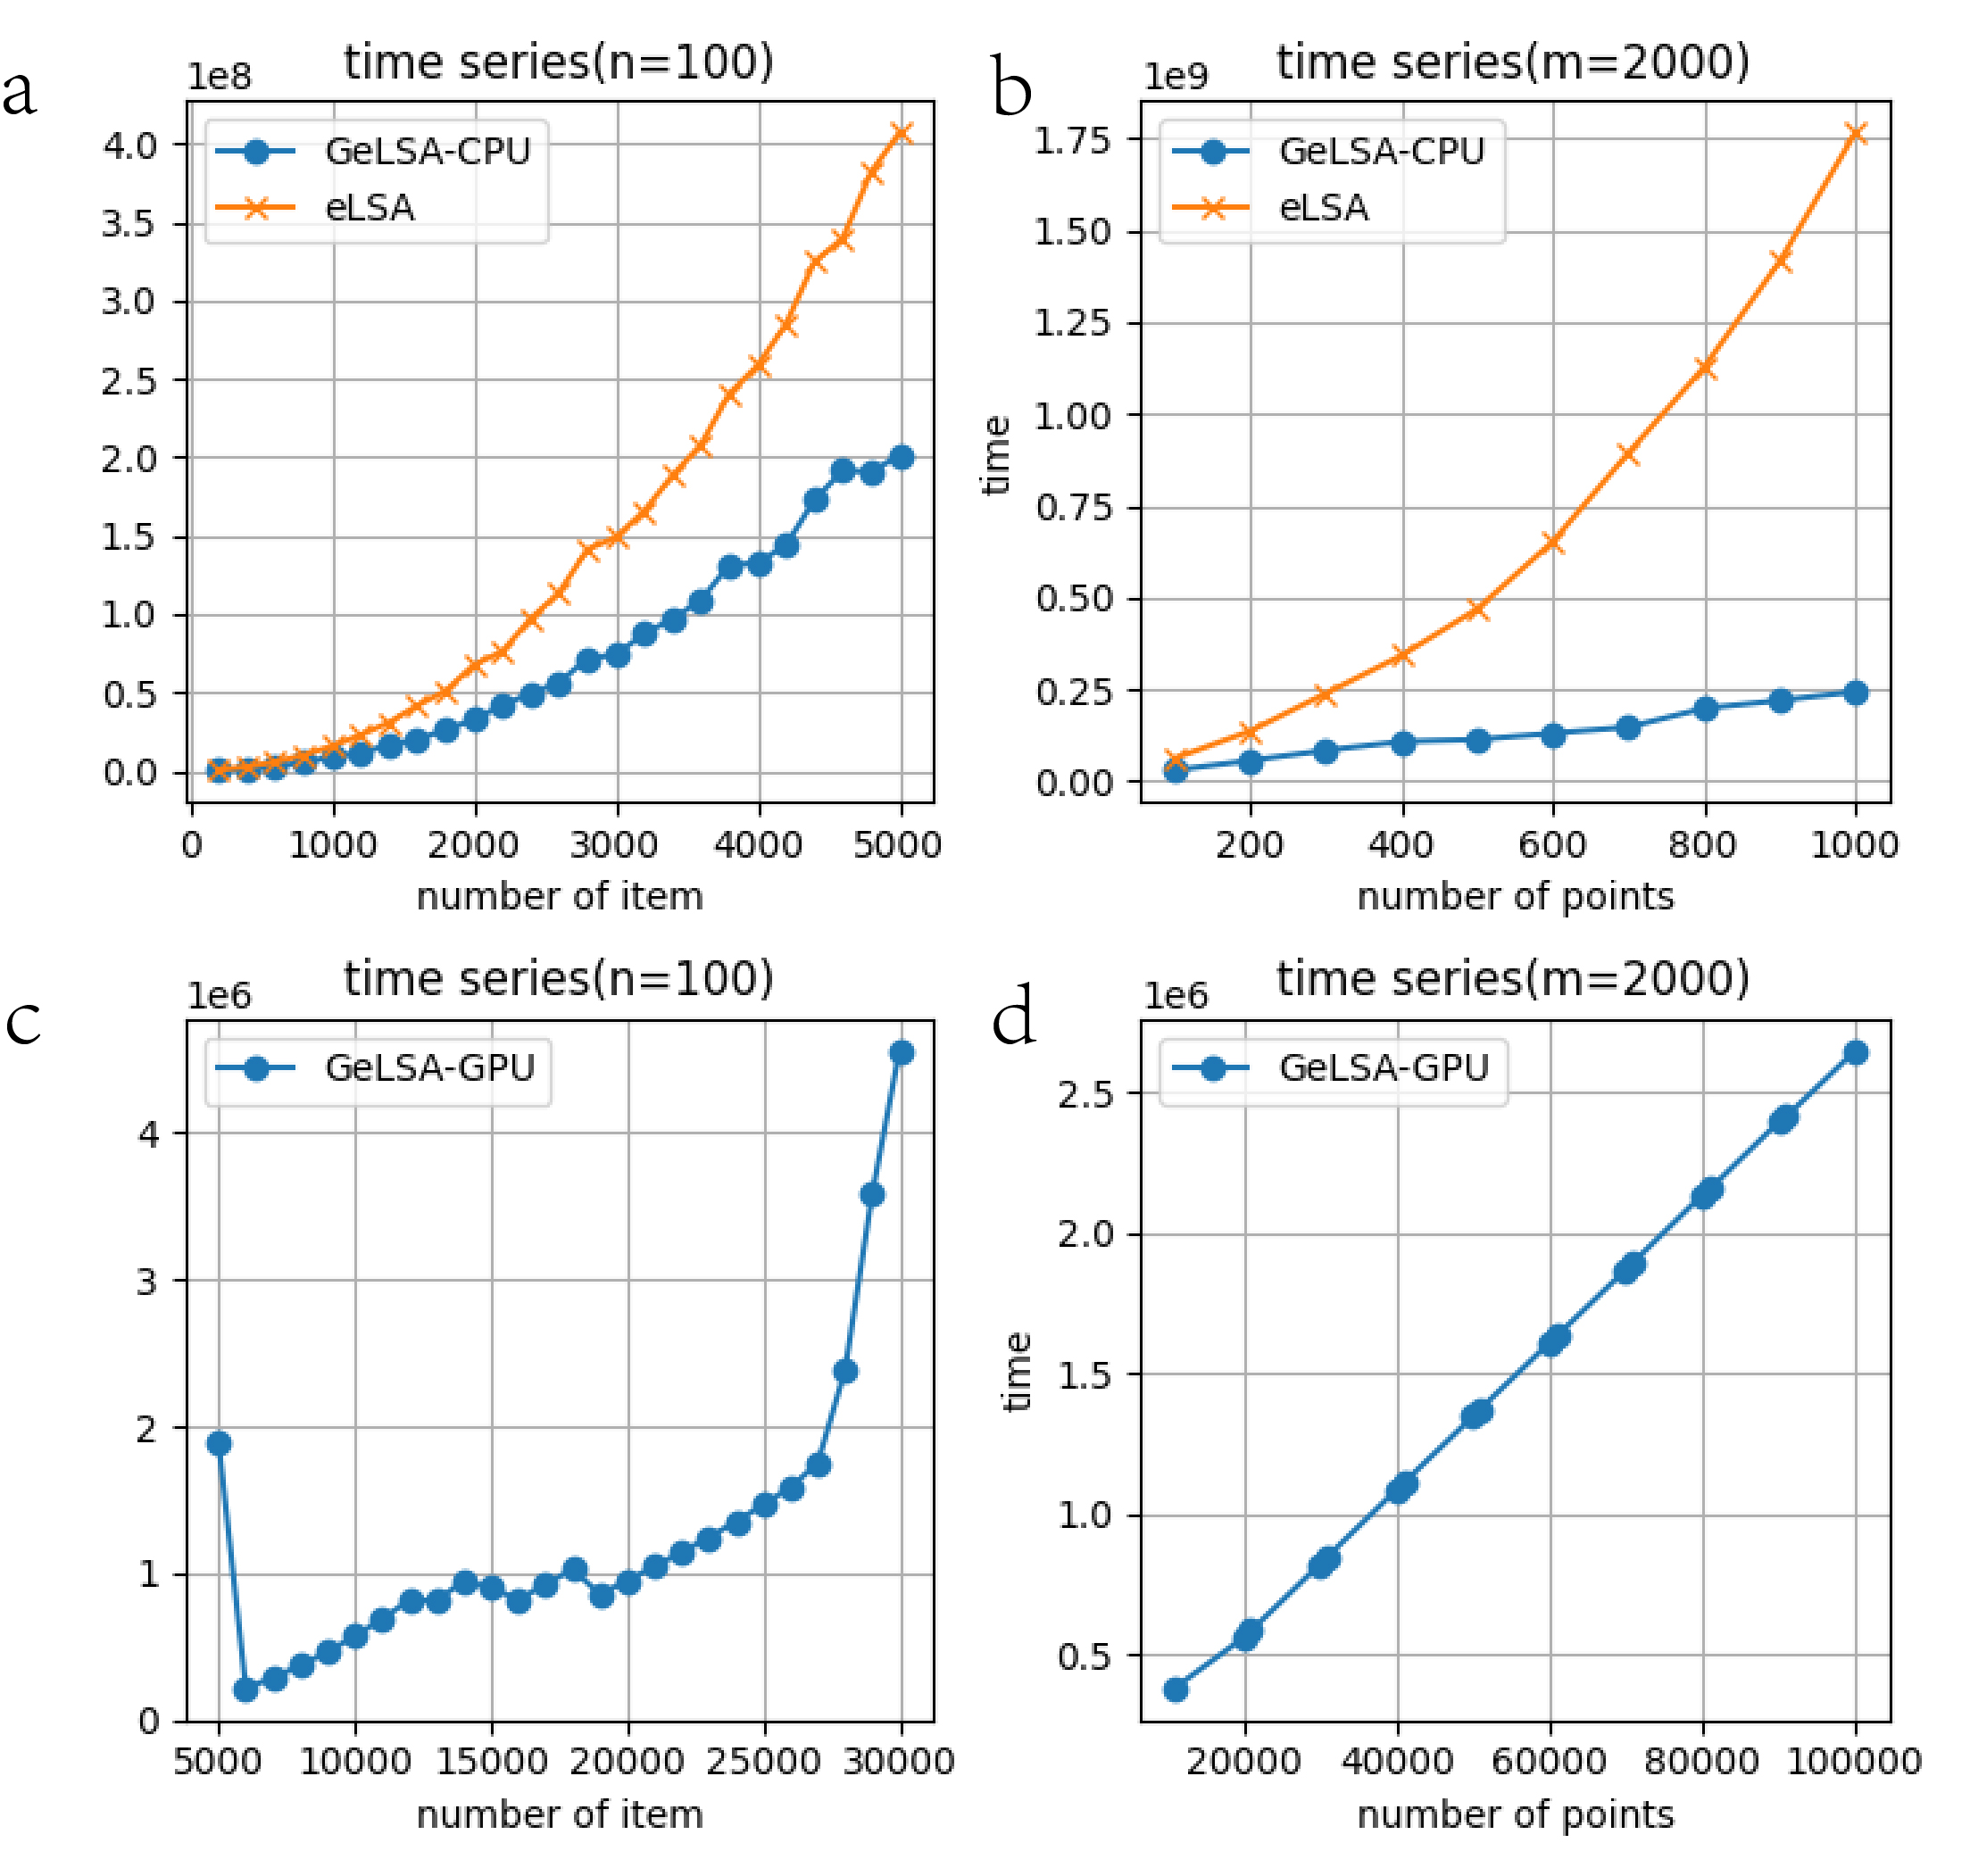 a
time series(n=100)
1e8
GeLSA-CPU
eLSA
4.0
3.5
3.0
2.5
2.0
1.5
1.0
0.5
0.0
0 1000 2000 3000 4000 5000
number of item
b
time series(m=2000)
1e9
GeLSA-CPU
eLSA
time
1.75
1.50
1.25
1.00
0.75
0.50
0.25
0.00
200 400 600 800 1000
number of points
c
time series(n=100)
1e6
GeLSA-GPU
4
3
2
1
0
5000 10000 15000 20000 25000 30000
number of item
d
time series(m=2000)
1e6
GeLSA-GPU
time
2.5
2.0
1.5
1.0
0.5
20000 40000 60000 80000 100000
number of points